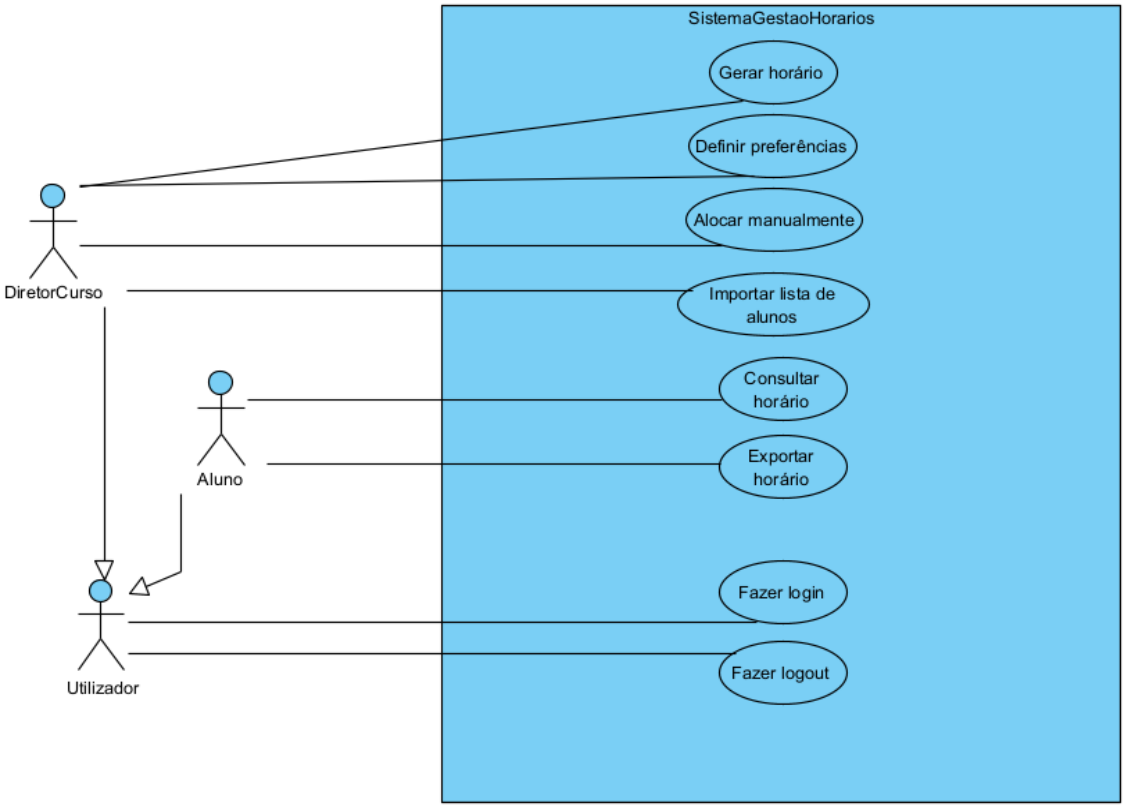 SistemaGestaoHorarios
Gerar horário
Definir preferências
Alocar manualmente
DiretorCurso
Importar lista de
alunos
Consultar
horário
Aluno
Exportar
horário
Fazer login
Fazer logout
Utilizador